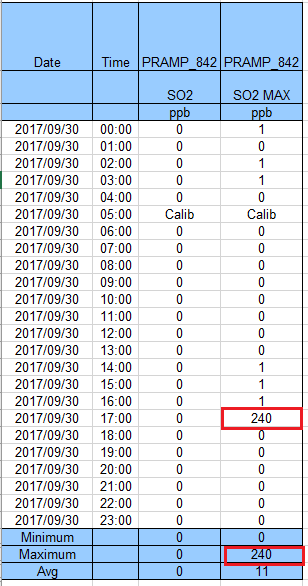 Date Time PRAMP_842 PRAMP_842
SO2 SO2 MAX
ppb ppb
2017/09/30 00:00 0 1
2017/09/30 01:00 0 0
2017/09/30 02:00 0 1
2017/09/30 03:00 0 1
2017/09/30 04:00 0 0
2017/09/30 05:00 Calib Calib
2017/09/30 06:00 0 0
2017/09/30 07:00 0 0
2017/09/30 08:00 0 0
2017/09/30 09:00 0 0
2017/09/30 10:00 0 0
2017/09/30 11:00 0 0
2017/09/30 12:00 0 0
2017/09/30 13:00 0 0
2017/09/30 14:00 0 1
2017/09/30 15:00 0 1
2017/09/30 16:00 0 1
2017/09/30 17:00 0 240
2017/09/30 18:00 0 0
2017/09/30 19:00 0 0
2017/09/30 20:00 0 0
2017/09/30 21:00 0 0
2017/09/30 22:00 0 0
2017/09/30 23:00 0 0
Minimum 0 0
Maximum 0 240
Avg 0 11